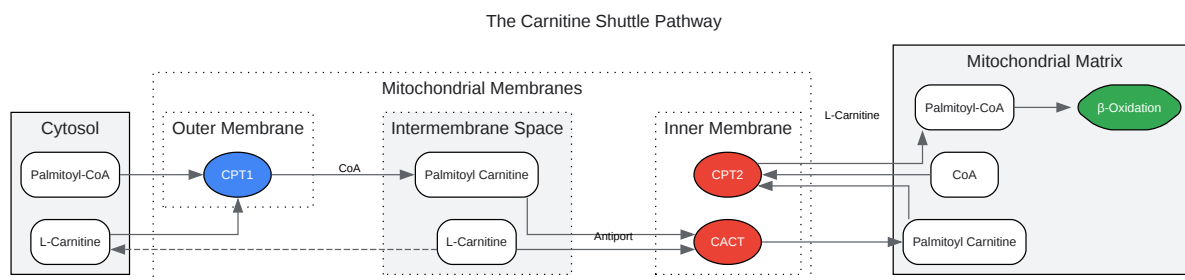 The Carnitine Shuttle Pathway
Mitochondrial Matrix
Mitochondrial Membranes
Cytosol
Outer Membrane
Intermembrane Space
Inner Membrane
L-Carnitine
Palmitoyl-CoA
β-Oxidation
Palmitoyl-CoA
CPT1
CoA
Palmitoyl Carnitine
CPT2
CoA
L-Carnitine
L-Carnitine
Antiport
CACT
Palmitoyl Carnitine